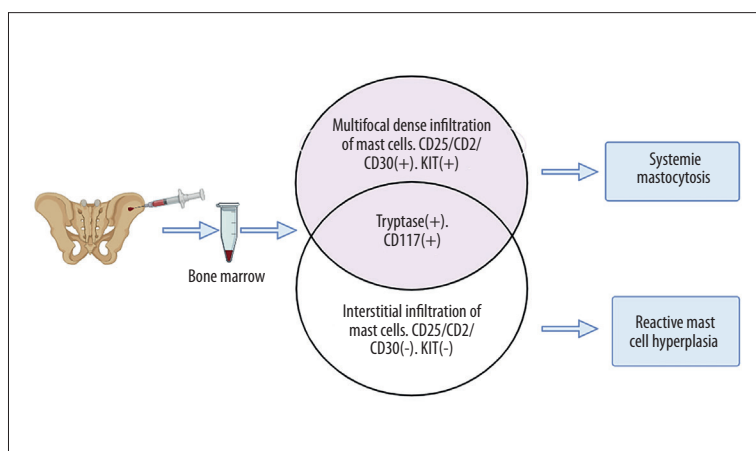 Multifocal dense infiltration
of mast cells. CD25/CD2/
CD30(+). KIT(+)
Systemie
mastocytosis
Tryptase(+).
CD117(+)
Bone marrow
Interstitial infiltration of
mast cells. CD25/CD2/
CD30(-). KIT(-)
Reactive mast
cell hyperplasia